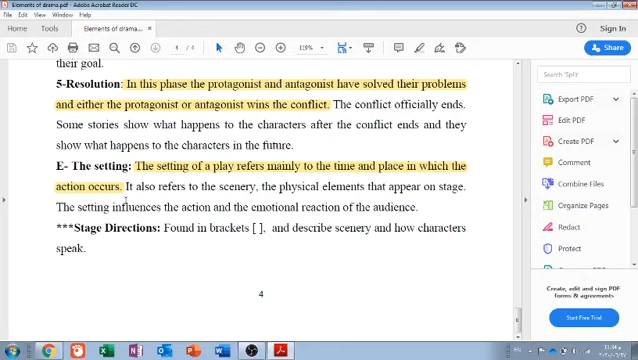 Elements of drama.pdf - Adobe Acrobat Reader DC
File Edit View Window Help
Home Tools Elements of drama.... × Sign In
4 / 4 119% Share
their goal.
5-Resolution: In this phase the protagonist and antagonist have solved their problems
and either the protagonist or antagonist wins the conflict. The conflict officially ends.
Some stories show what happens to the characters after the conflict ends and they
show what happens to the characters in the future.
E- The setting: The setting of a play refers mainly to the time and place in which the
action occurs. It also refers to the scenery, the physical elements that appear on stage.
The setting influences the action and the emotional reaction of the audience.
***Stage Directions: Found in brackets [ ], and describe scenery and how characters
speak.
4
Search 'Split'
Export PDF
Edit PDF
Create PDF
Comment
Combine Files
Organize Pages
Redact
Protect
Create, edit and sign PDF
forms & agreements
Start Free Trial